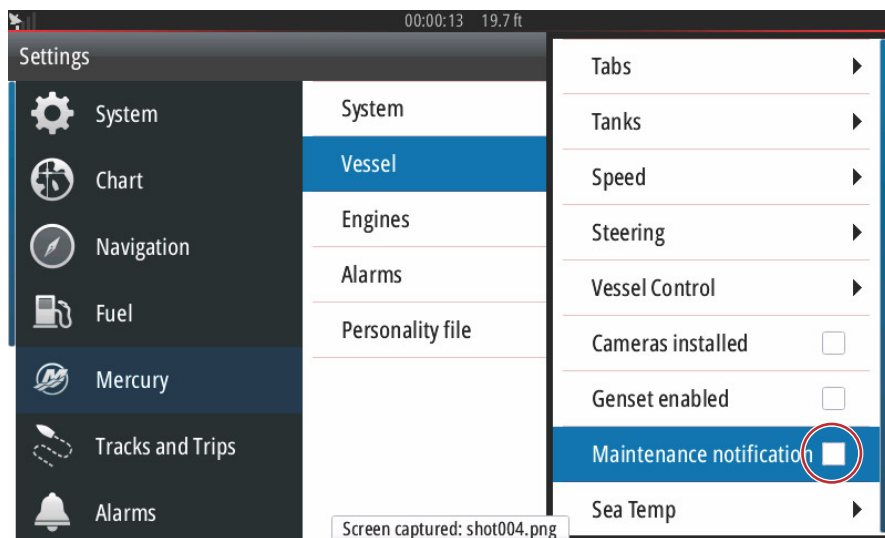 00:00:13 19.7 ft
Settings
System
Chart
Navigation
Fuel
Mercury
Tracks and Trips
Alarms
System
Vessel
Engines
Alarms
Personality file
Tabs
Tanks
Speed
Steering
Vessel Control
Cameras installed
Genset enabled
Maintenance notification
Sea Temp
Screen captured: shot004.png